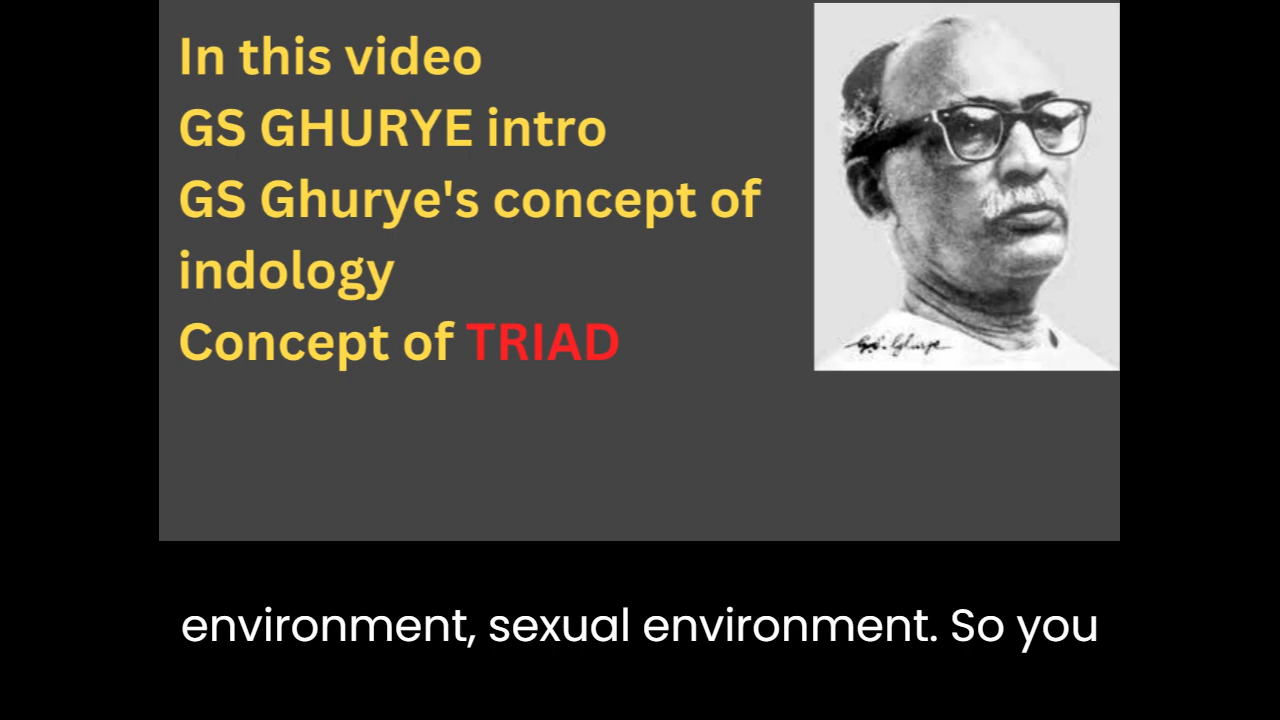 In this video
GS GHURYE intro
GS Ghurye's concept of
indology
Concept of TRIAD
G.S. Ghurye
environment, sexual environment. So you